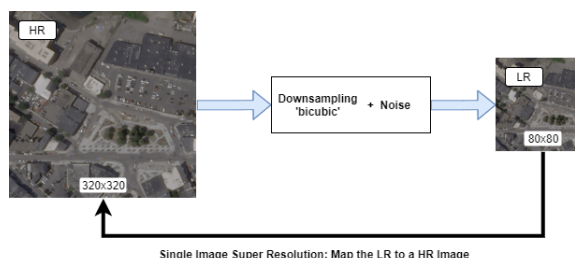 HR
LR
Downsampling
'bicubic' + Noise
80x80
320x320
Single Image Super Resolution: Map the LR to a HR Image